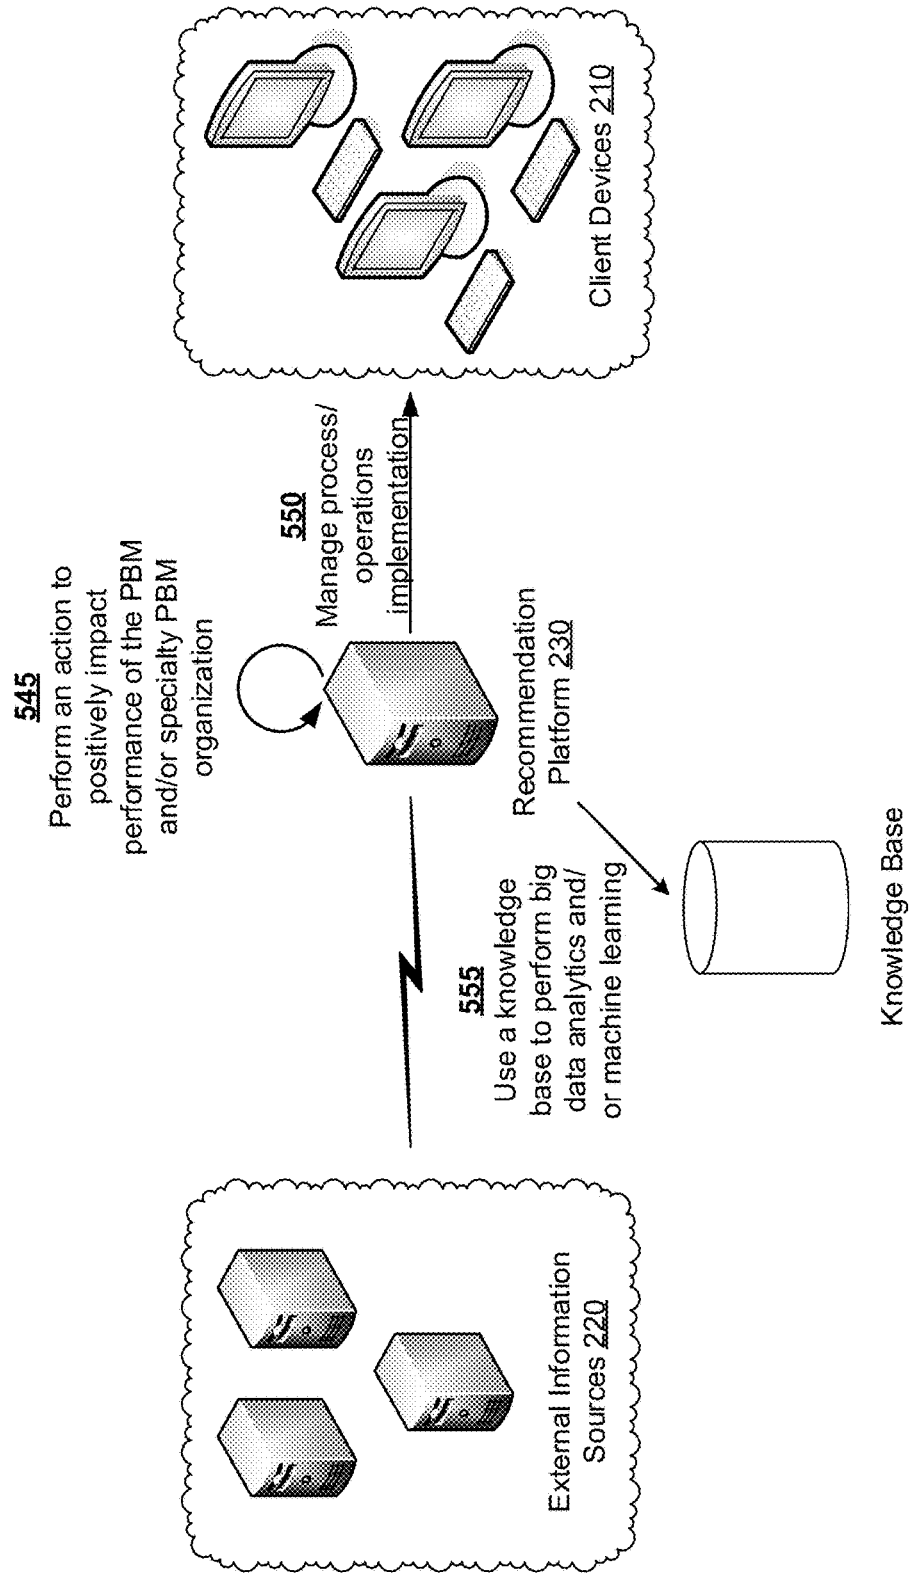 545
Perform an action to
positively impact
performance of the PBM
and/or specialty PBM
organization
550
Manage process/
operations
implementation
Client Devices 210
Recommendation
Platform 230
555
Use a knowledge
base to perform big
data analytics and/
or machine learning
External Information
Sources 220
Knowledge Base